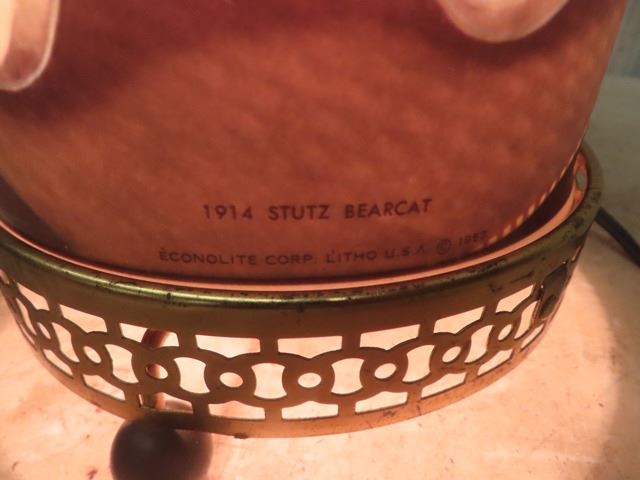 1914 STUTZ BEARCAT
ECONOLITE CORP. LITHO U.S.A. © 1957